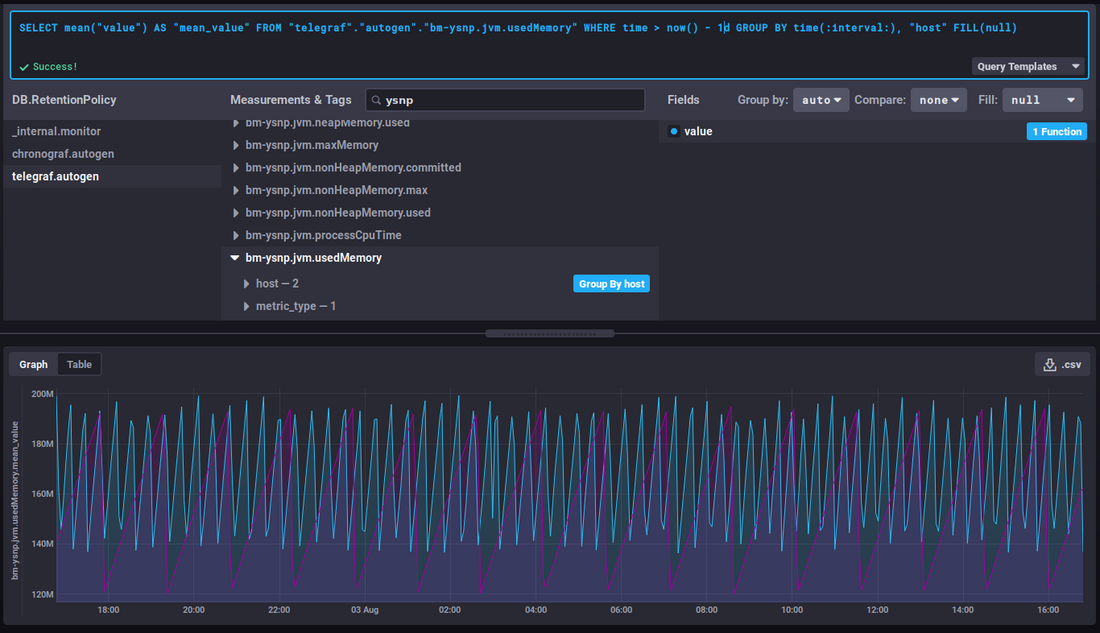 SELECT mean("value") AS "mean_value" FROM "telegraf"."autogen"."bm-ysnp.jvm.usedMemory" WHERE time > now() - 1d GROUP BY time(:interval:), "host" FILL(null)
Success!
Query Templates
DB.RetentionPolicy
Measurements & Tags
ysnp
Fields
Group by:
auto
Compare:
none
Fill:
null
_internal.monitor
chronograf.autogen
telegraf.autogen
bm-ysnp.jvm.heapMemory.used
bm-ysnp.jvm.maxMemory
bm-ysnp.jvm.nonHeapMemory.committed
bm-ysnp.jvm.nonHeapMemory.max
bm-ysnp.jvm.nonHeapMemory.used
bm-ysnp.jvm.processCpuTime
bm-ysnp.jvm.usedMemory
host — 2
Group By host
metric_type — 1
value
1 Function
Graph
Table
.csv
bm-ysnp.jvm.usedMemory.mean_value
200M
180M
160M
140M
120M
18:00
20:00
22:00
03 Aug
02:00
04:00
06:00
08:00
10:00
12:00
14:00
16:00